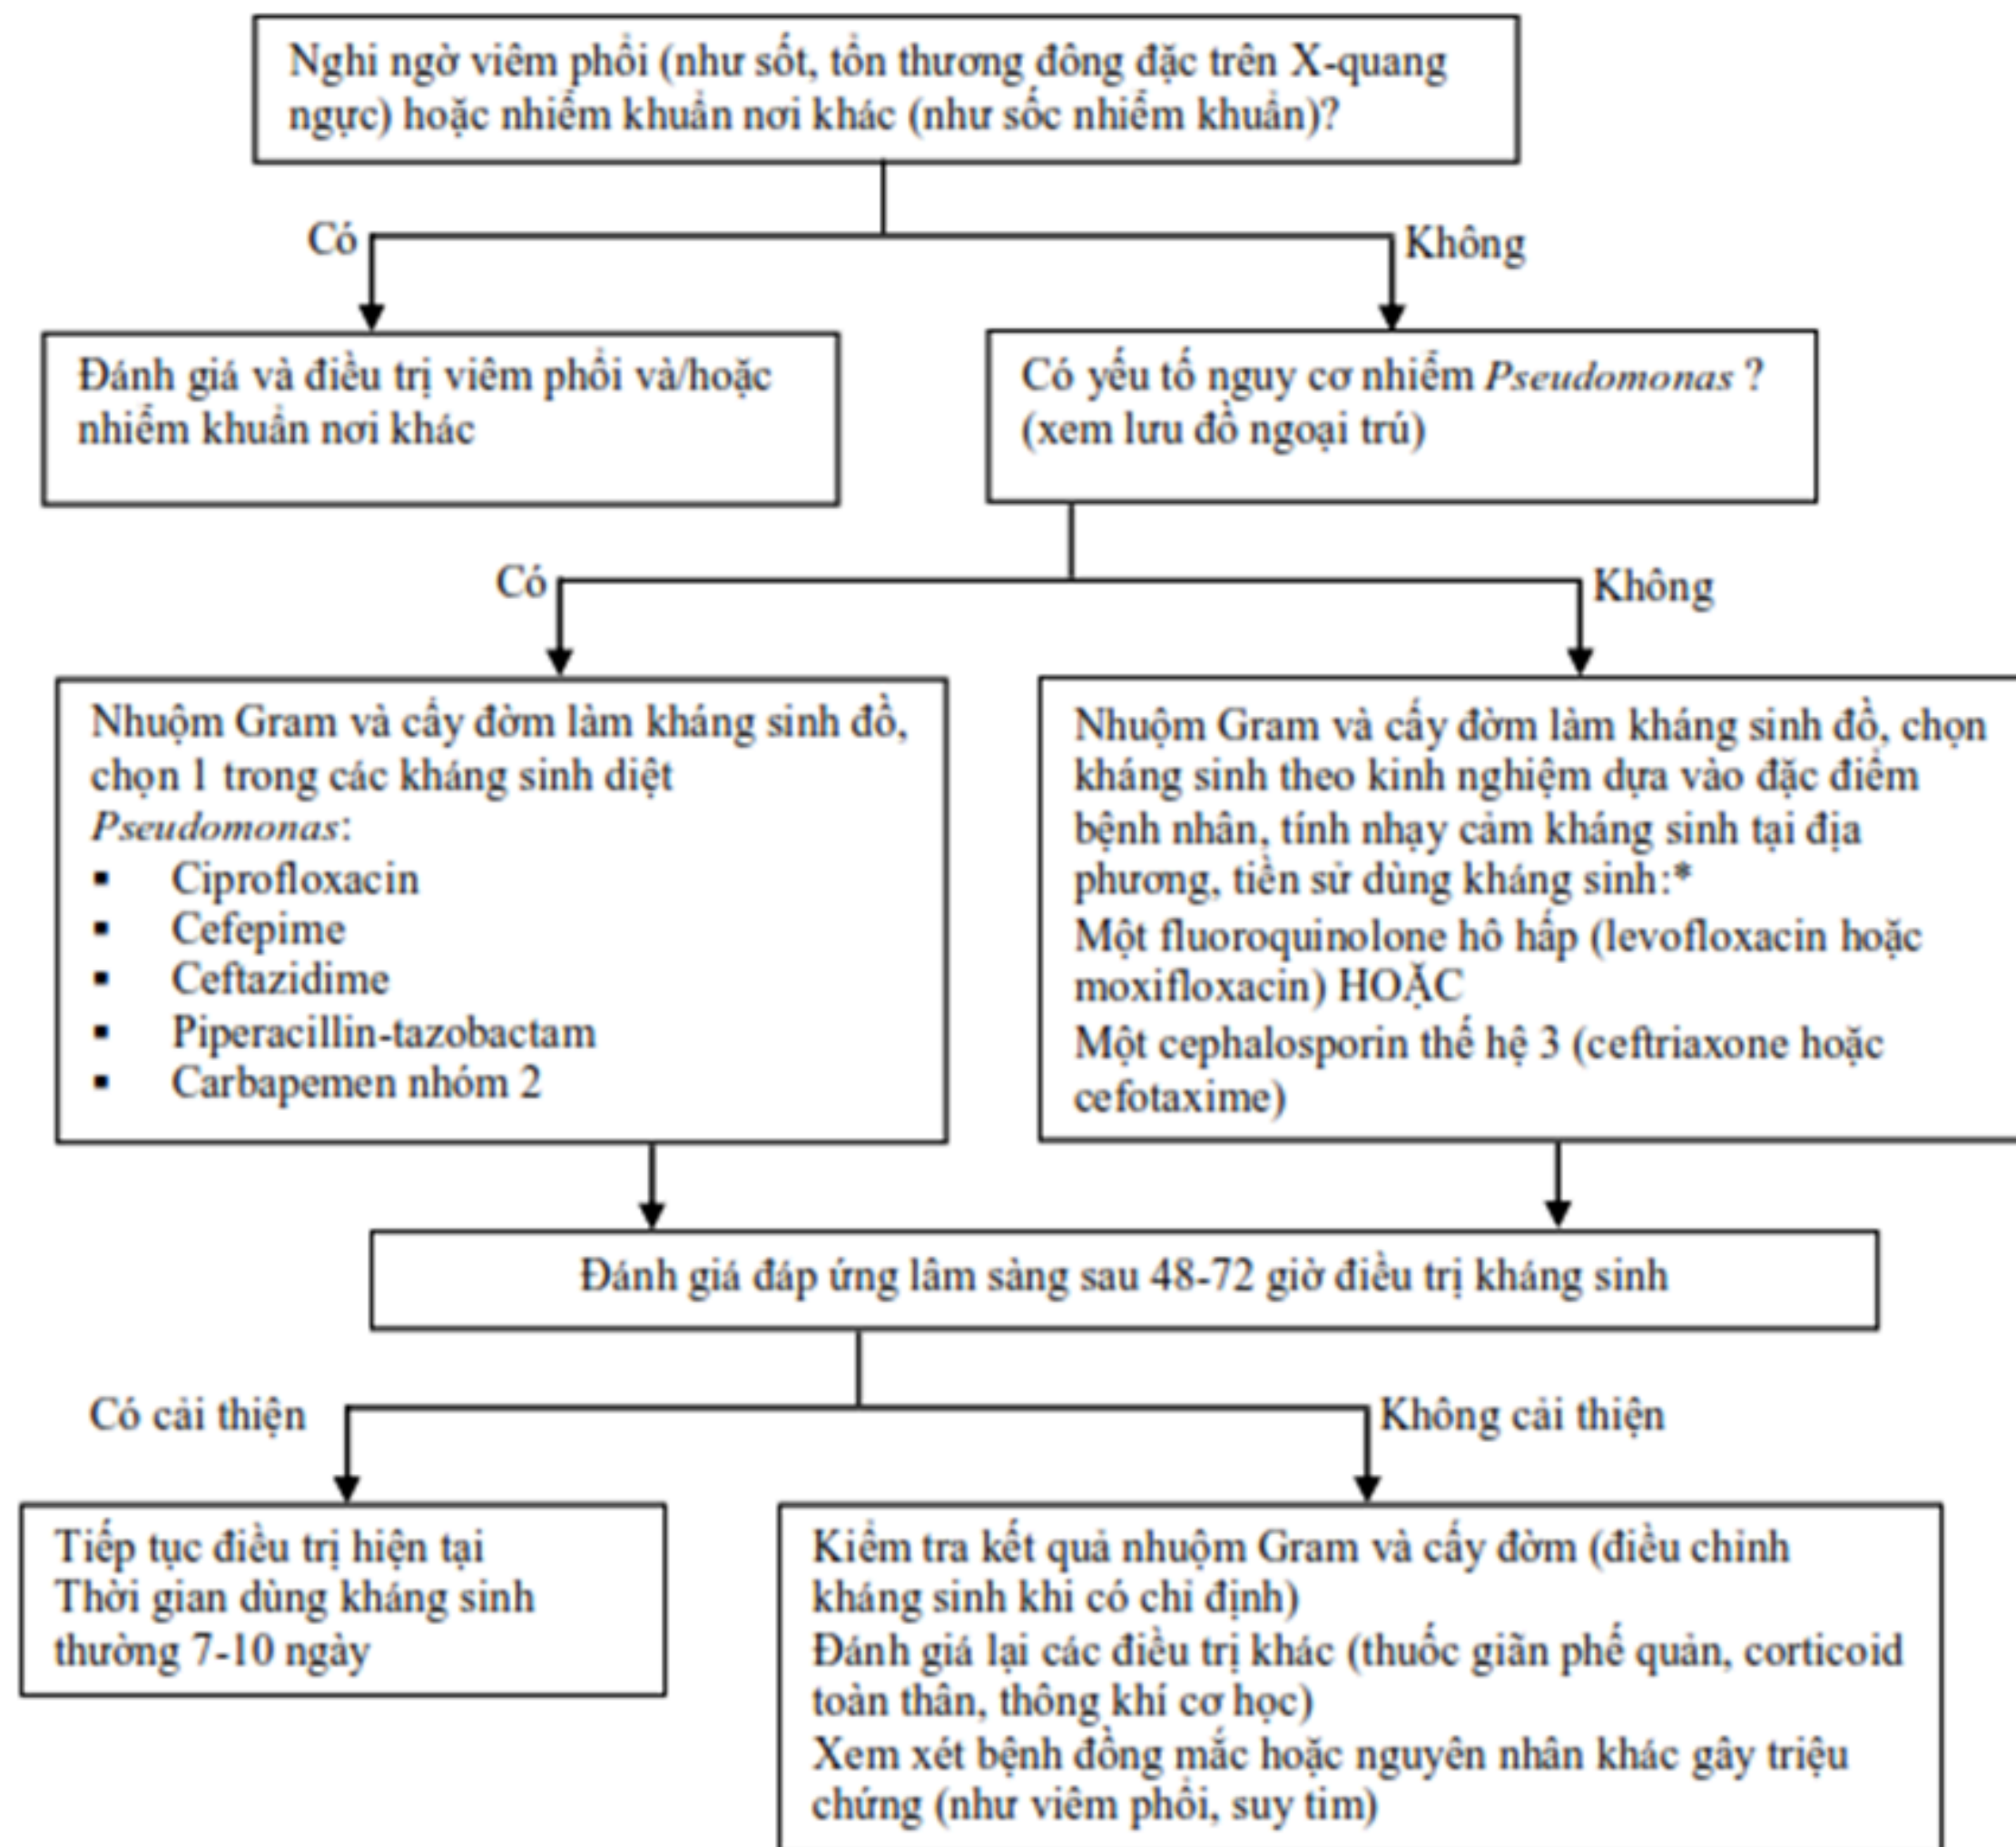 Nghi ngờ viêm phổi (như sốt, tổn thương đông đặc trên X-quang
ngực) hoặc nhiễm khuẩn nơi khác (như sốc nhiễm khuẩn)?
Có
Không
Đánh giá và điều trị viêm phổi và/hoặc
nhiễm khuẩn nơi khác
Có yếu tố nguy cơ nhiễm Pseudomonas ?
(xem lưu đồ ngoại trú)
Có
Không
Nhuộm Gram và cấy đờm làm kháng sinh đồ,
chọn 1 trong các kháng sinh diệt
Pseudomonas:
▪ Ciprofloxacin
▪ Cefepime
▪ Ceftazidime
▪ Piperacillin-tazobactam
▪ Carbapemen nhóm 2
Nhuộm Gram và cấy đờm làm kháng sinh đồ, chọn
kháng sinh theo kinh nghiệm dựa vào đặc điểm
bệnh nhân, tính nhạy cảm kháng sinh tại địa
phương, tiền sử dùng kháng sinh:*
Một fluoroquinolone hô hấp (levofloxacin hoặc
moxifloxacin) HOẶC
Một cephalosporin thế hệ 3 (ceftriaxone hoặc
cefotaxime)
Đánh giá đáp ứng lâm sàng sau 48-72 giờ điều trị kháng sinh
Có cải thiện
Không cải thiện
Tiếp tục điều trị hiện tại
Thời gian dùng kháng sinh
thường 7-10 ngày
Kiểm tra kết quả nhuộm Gram và cấy đờm (điều chỉnh
kháng sinh khi có chỉ định)
Đánh giá lại các điều trị khác (thuốc giãn phế quản, corticoid
toàn thân, thông khí cơ học)
Xem xét bệnh đồng mắc hoặc nguyên nhân khác gây triệu
chứng (như viêm phổi, suy tim)